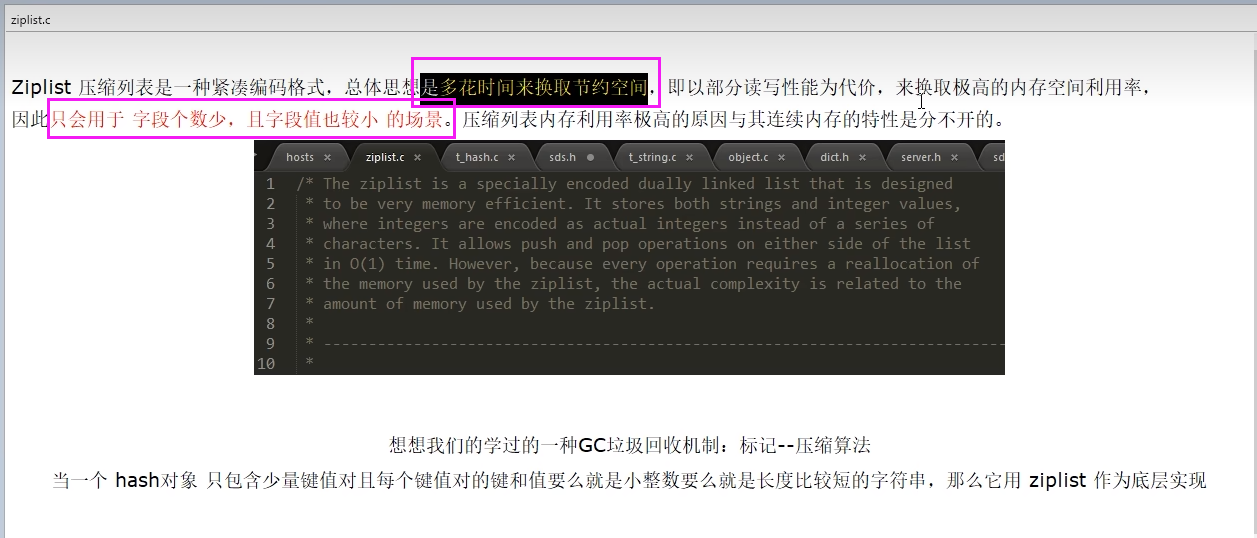 ziplist.c
Ziplist 压缩列表是一种紧凑编码格式，总体思想是多花时间来换取节约空间，即以部分读写性能为代价，来换取极高的内存空间利用率，
因此只会用于 字段个数少，且字段值也较小 的场景。压缩列表内存利用率极高的原因与其连续内存的特性是分不开的。
hosts × ziplist.c × t_hash.c × sds.h ● t_string.c × object.c × dict.h × server.h × sd
1 /* The ziplist is a specially encoded dually linked list that is designed
2 * to be very memory efficient. It stores both strings and integer values,
3 * where integers are encoded as actual integers instead of a series of
4 * characters. It allows push and pop operations on either side of the list
5 * in O(1) time. However, because every operation requires a reallocation of
6 * the memory used by the ziplist, the actual complexity is related to the
7 * amount of memory used by the ziplist.
8 *
9 * ----------------------------------------------------------------------------
10 *
想想我们的学过的一种GC垃圾回收机制：标记--压缩算法
当一个 hash对象 只包含少量键值对且每个键值对的键和值要么就是小整数要么就是长度比较短的字符串，那么它用 ziplist 作为底层实现